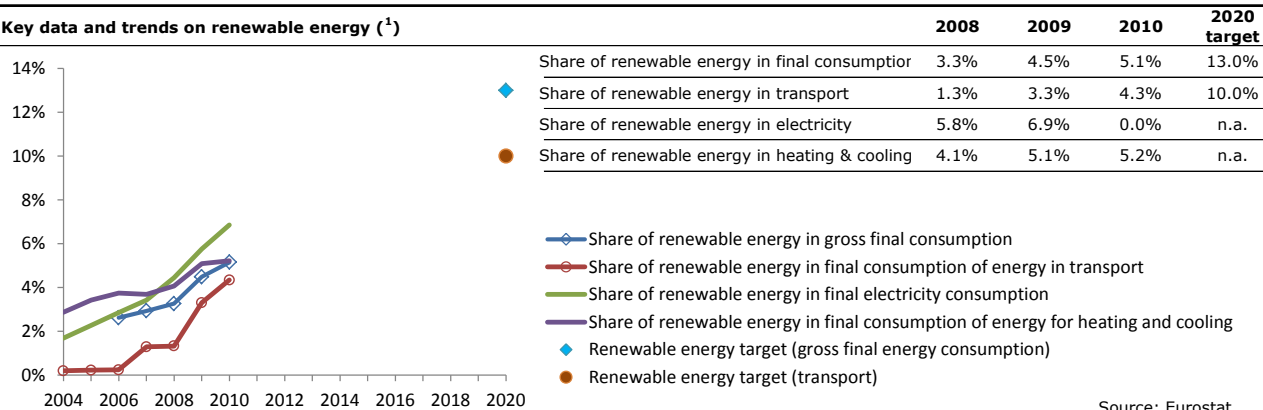 Key data and trends on renewable energy (1) 2008 2009 2010 2020 target
Share of renewable energy in final consumption 3.3% 4.5% 5.1% 13.0%
Share of renewable energy in transport 1.3% 3.3% 4.3% 10.0%
Share of renewable energy in electricity 5.8% 6.9% 0.0% n.a.
Share of renewable energy in heating & cooling 4.1% 5.1% 5.2% n.a.
14%
12%
10%
8%
6%
4%
2%
0%
2004 2006 2008 2010 2012 2014 2016 2018 2020
Share of renewable energy in gross final consumption
Share of renewable energy in final consumption of energy in transport
Share of renewable energy in final electricity consumption
Share of renewable energy in final consumption of energy for heating and cooling
Renewable energy target (gross final energy consumption)
Renewable energy target (transport)
Source: Eurostat